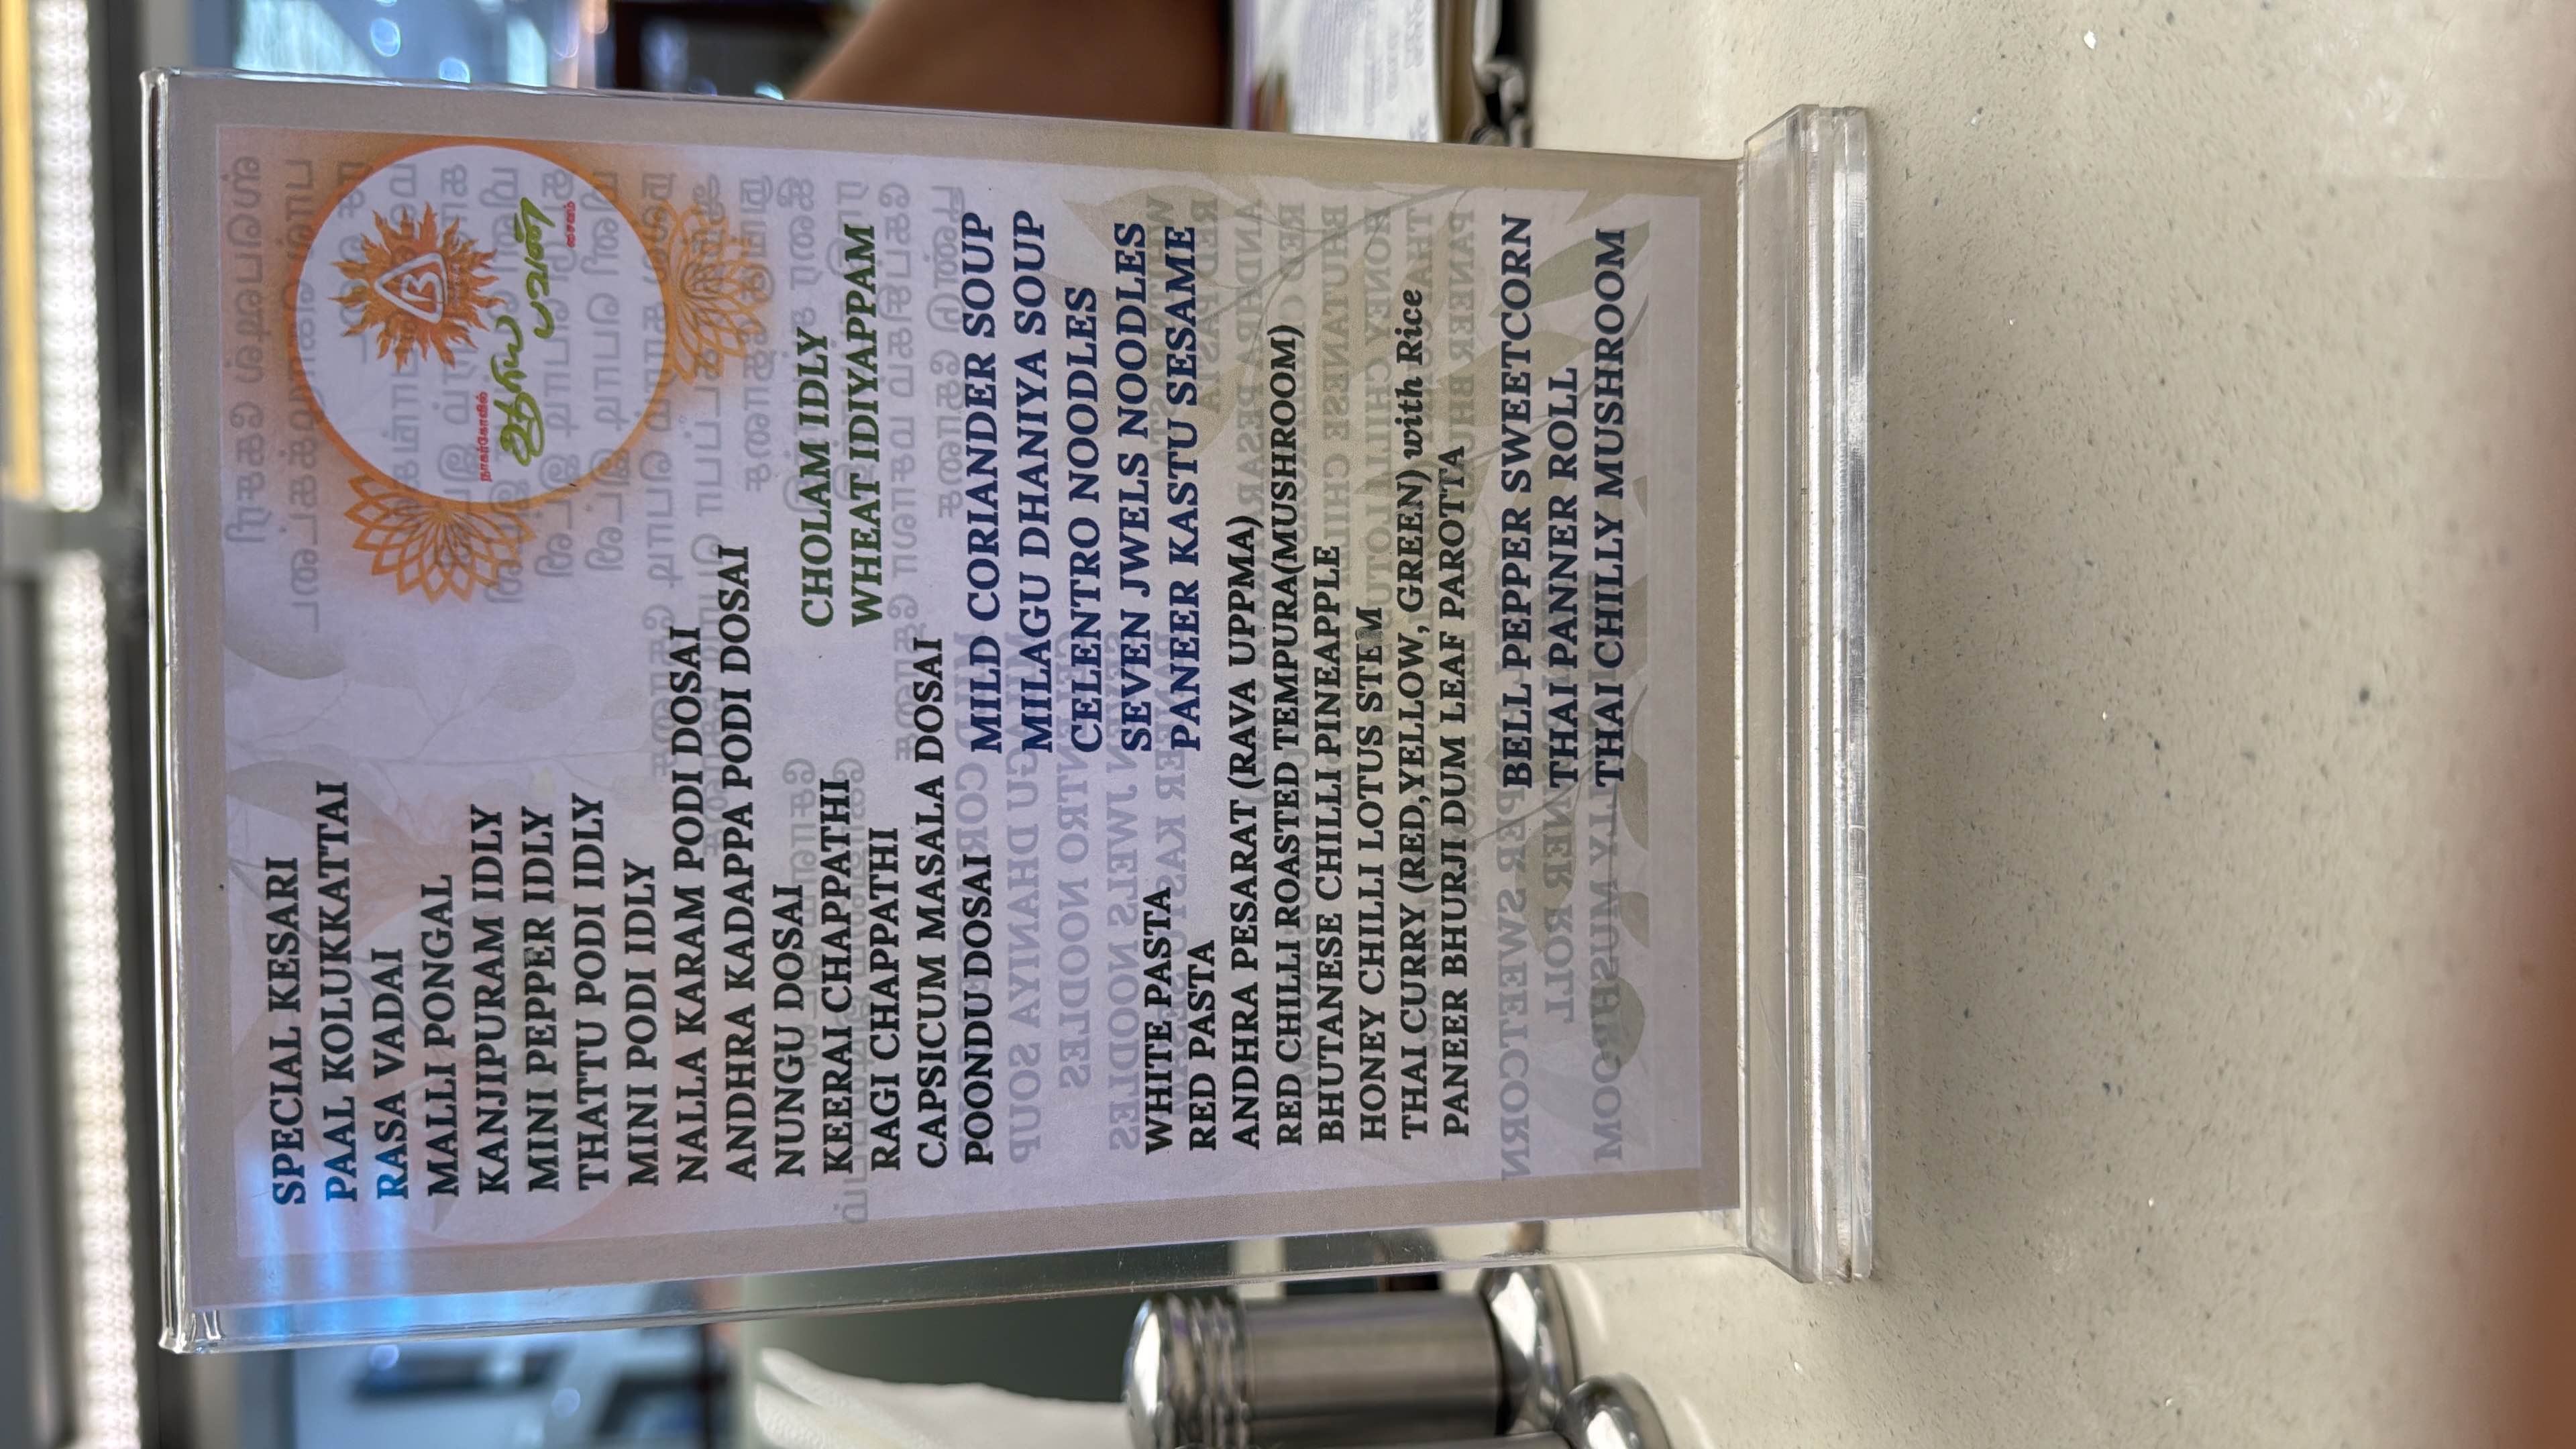 நாகர்கோவில்
ஆர்ய
பவன்
சைவம்
SPECIAL KESARI
PAAL KOLUKKATTAI
RASA VADAI
MALLI PONGAL
KANJIPURAM IDLY
MINI PEPPER IDLY
THATTU PODI IDLY
MINI PODI IDLY
NALLA KARAM PODI DOSAI
ANDHRA KADAPPA PODI DOSAI
NUNGU DOSAI
CHOLAM IDLY
KEERAI CHAPPATHI
WHEAT IDIYAPPAM
RAGI CHAPPATHI
CAPSICUM MASALA DOSAI
POONDU DOSAI
MILD CORIANDER SOUP
MILAGU DHANIYA SOUP
CELENTRO NOODLES
SEVEN JWELS NOODLES
PANEER KASTU SESAME
WHITE PASTA
RED PASTA
ANDHRA PESARAT (RAVA UPPMA)
RED CHILLI ROASTED TEMPURA(MUSHROOM)
BHUTANESE CHILLI PINEAPPLE
HONEY CHILLI LOTUS STEM
THAI CURRY (RED,YELLOW, GREEN) with Rice
PANEER BHURJI DUM LEAF PAROTTA
BELL PEPPER SWEETCORN
THAI PANNER ROLL
THAI CHILLY MUSHROOM